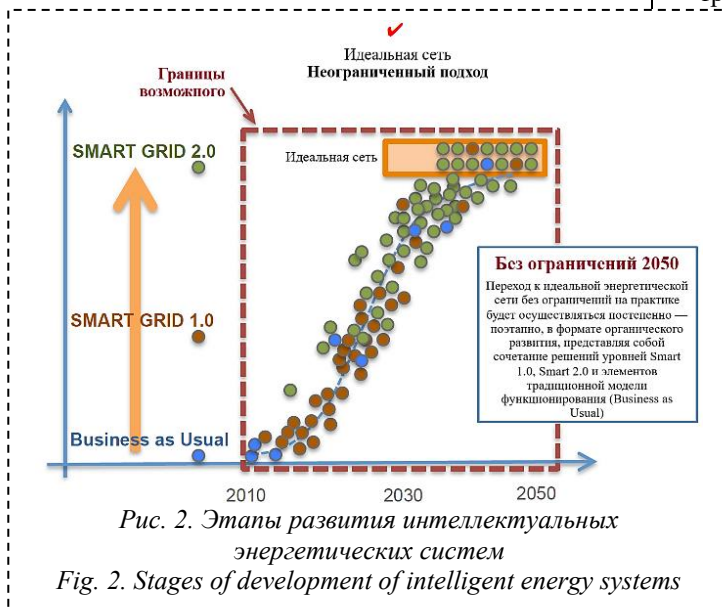 ер
Идеальная сеть
Неограниченный подход
Границы
возможного
SMART GRID 2.0
Идеальная сеть
Без ограничений 2050
Переход к идеальной энергетической
сети без ограничений на практике
будет осуществляться постепенно —
поэтапно, в формате органического
развития, представляя собой
сочетание решений уровней Smart
1.0, Smart 2.0 и элементов
традиционной модели
функционирования (Business as
Usual)
SMART GRID 1.0
Business as Usual
2010
2030
2050
Рис. 2. Этапы развития интеллектуальных
энергетических систем
Fig. 2. Stages of development of intelligent energy systems